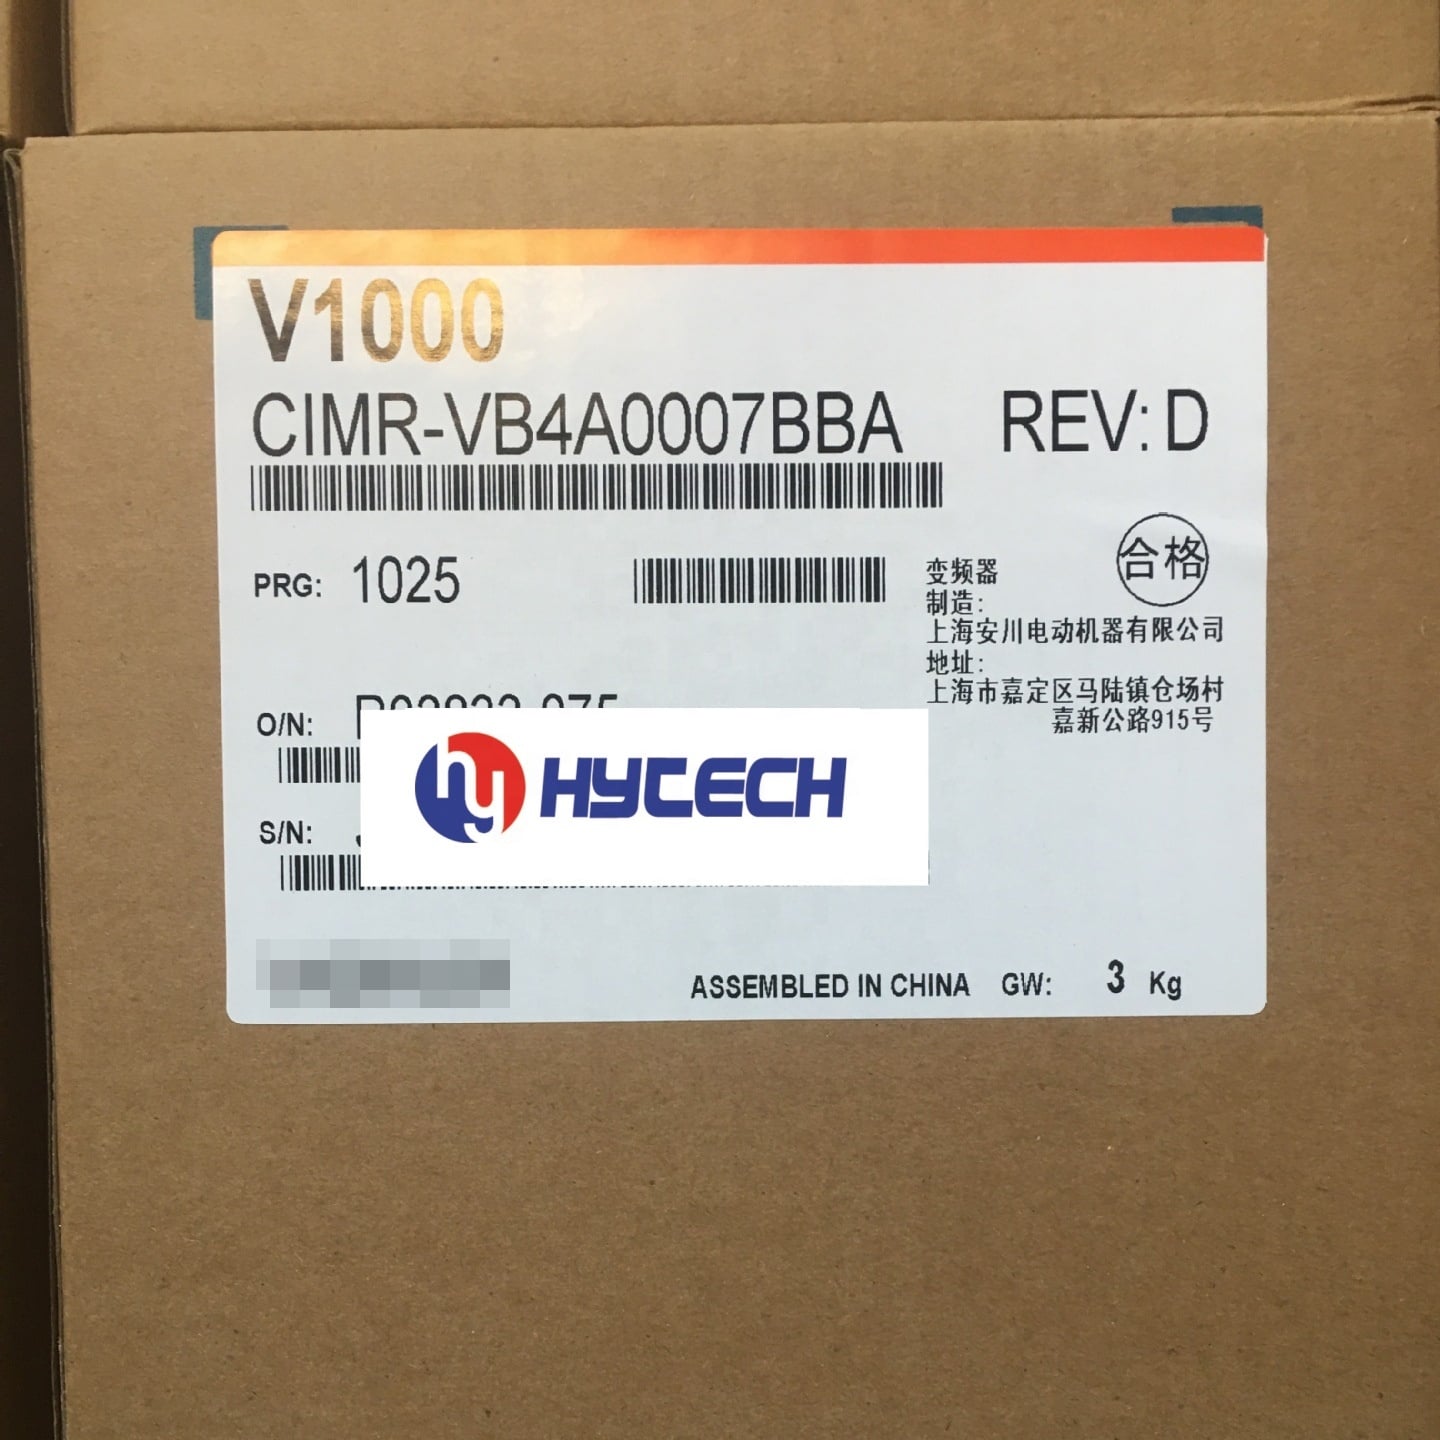 V1000
CIMR-VB4A0007BBA REV: D
PRG: 1025
合格
变频器
制造:
上海安川电动机器有限公司
地址:
上海市嘉定区马陆镇仓场村
嘉新公路915号
O/N:
hy HYTECH
S/N:
ASSEMBLED IN CHINA GW: 3 Kg